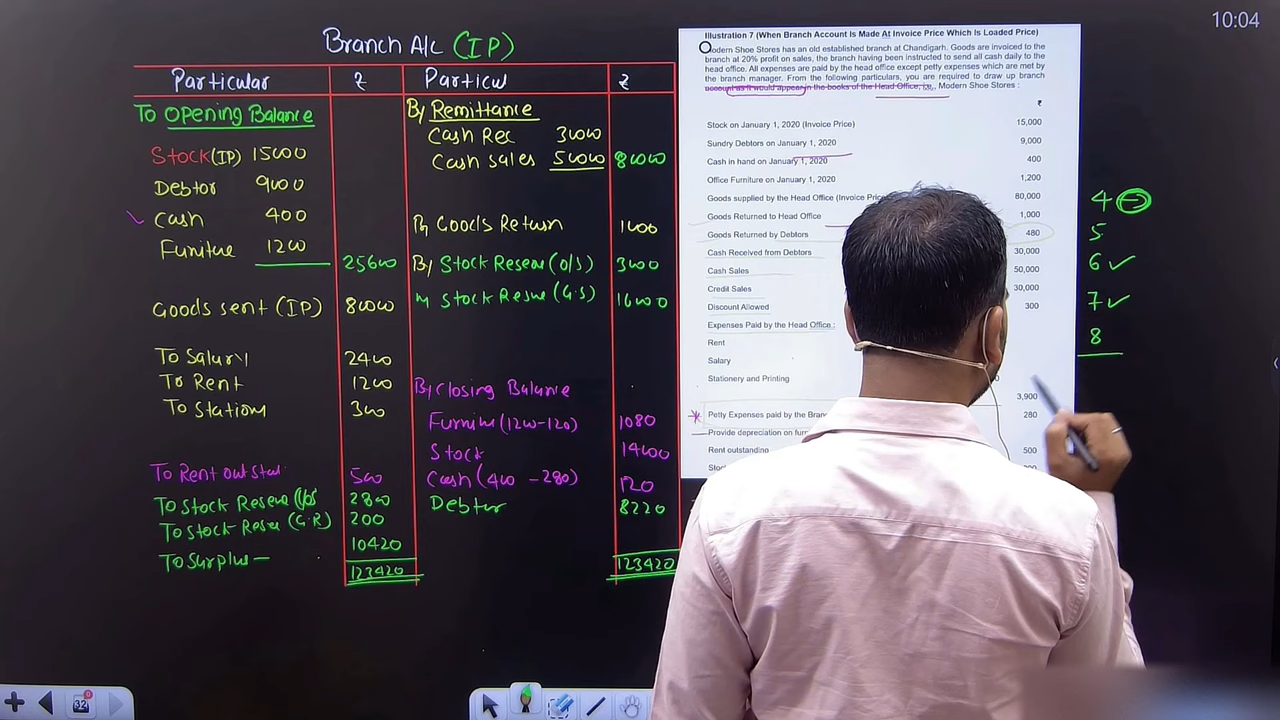 10:04
Branch A/c (IP)
Particular ₹ Particul ₹
To Opening Balance
Stock (IP) 15000
Debtor 9000
Cash 400
Furniture 1200
25600
Goods sent (IP) 80000
To Salary 2400
To Rent 1200
To Station 300
To Rent outstat 500
To Stock Reserve 2800
To Stock Reser (G.R) 200
10420
To Surplus —
123420
By Remittance
Cash Rec 30000
Cash sales 50000 80000
By Goods Return 1000
By Stock Reserve (O/S) 3000
" Stock Resue (G.S) 16000
By Closing Balance
Furnitue (1200-120) 1080
Stock 14000
Cash (400 - 280) 120
Debtor 8220
123420
Illustration 7 (When Branch Account Is Made At Invoice Price Which Is Loaded Price)
Modern Shoe Stores has an old established branch at Chandigarh. Goods are invoiced to the
branch at 20% profit on sales, the branch having been instructed to send all cash daily to the
head office. All expenses are paid by the head office except petty expenses which are met by
the branch manager. From the following particulars, you are required to draw up branch
account as it would appear in the books of the Head Office, Modern Shoe Stores :
₹
Stock on January 1, 2020 (Invoice Price) 15,000
Sundry Debtors on January 1, 2020 9,000
Cash in hand on January 1, 2020 400
Office Furniture on January 1, 2020 1,200
Goods supplied by the Head Office (Invoice Price 80,000
Goods Returned to Head Office 1,000
Goods Returned by Debtors 480
Cash Received from Debtors 30,000
Cash Sales 50,000
Credit Sales 30,000
Discount Allowed 300
Expenses Paid by the Head Office :
Rent
Salary
Stationery and Printing
3,900
* Petty Expenses paid by the Bran 280
Provide depreciation on furn
Rent outstanding 500
4
5
6 ✓
7 ✓
8
32